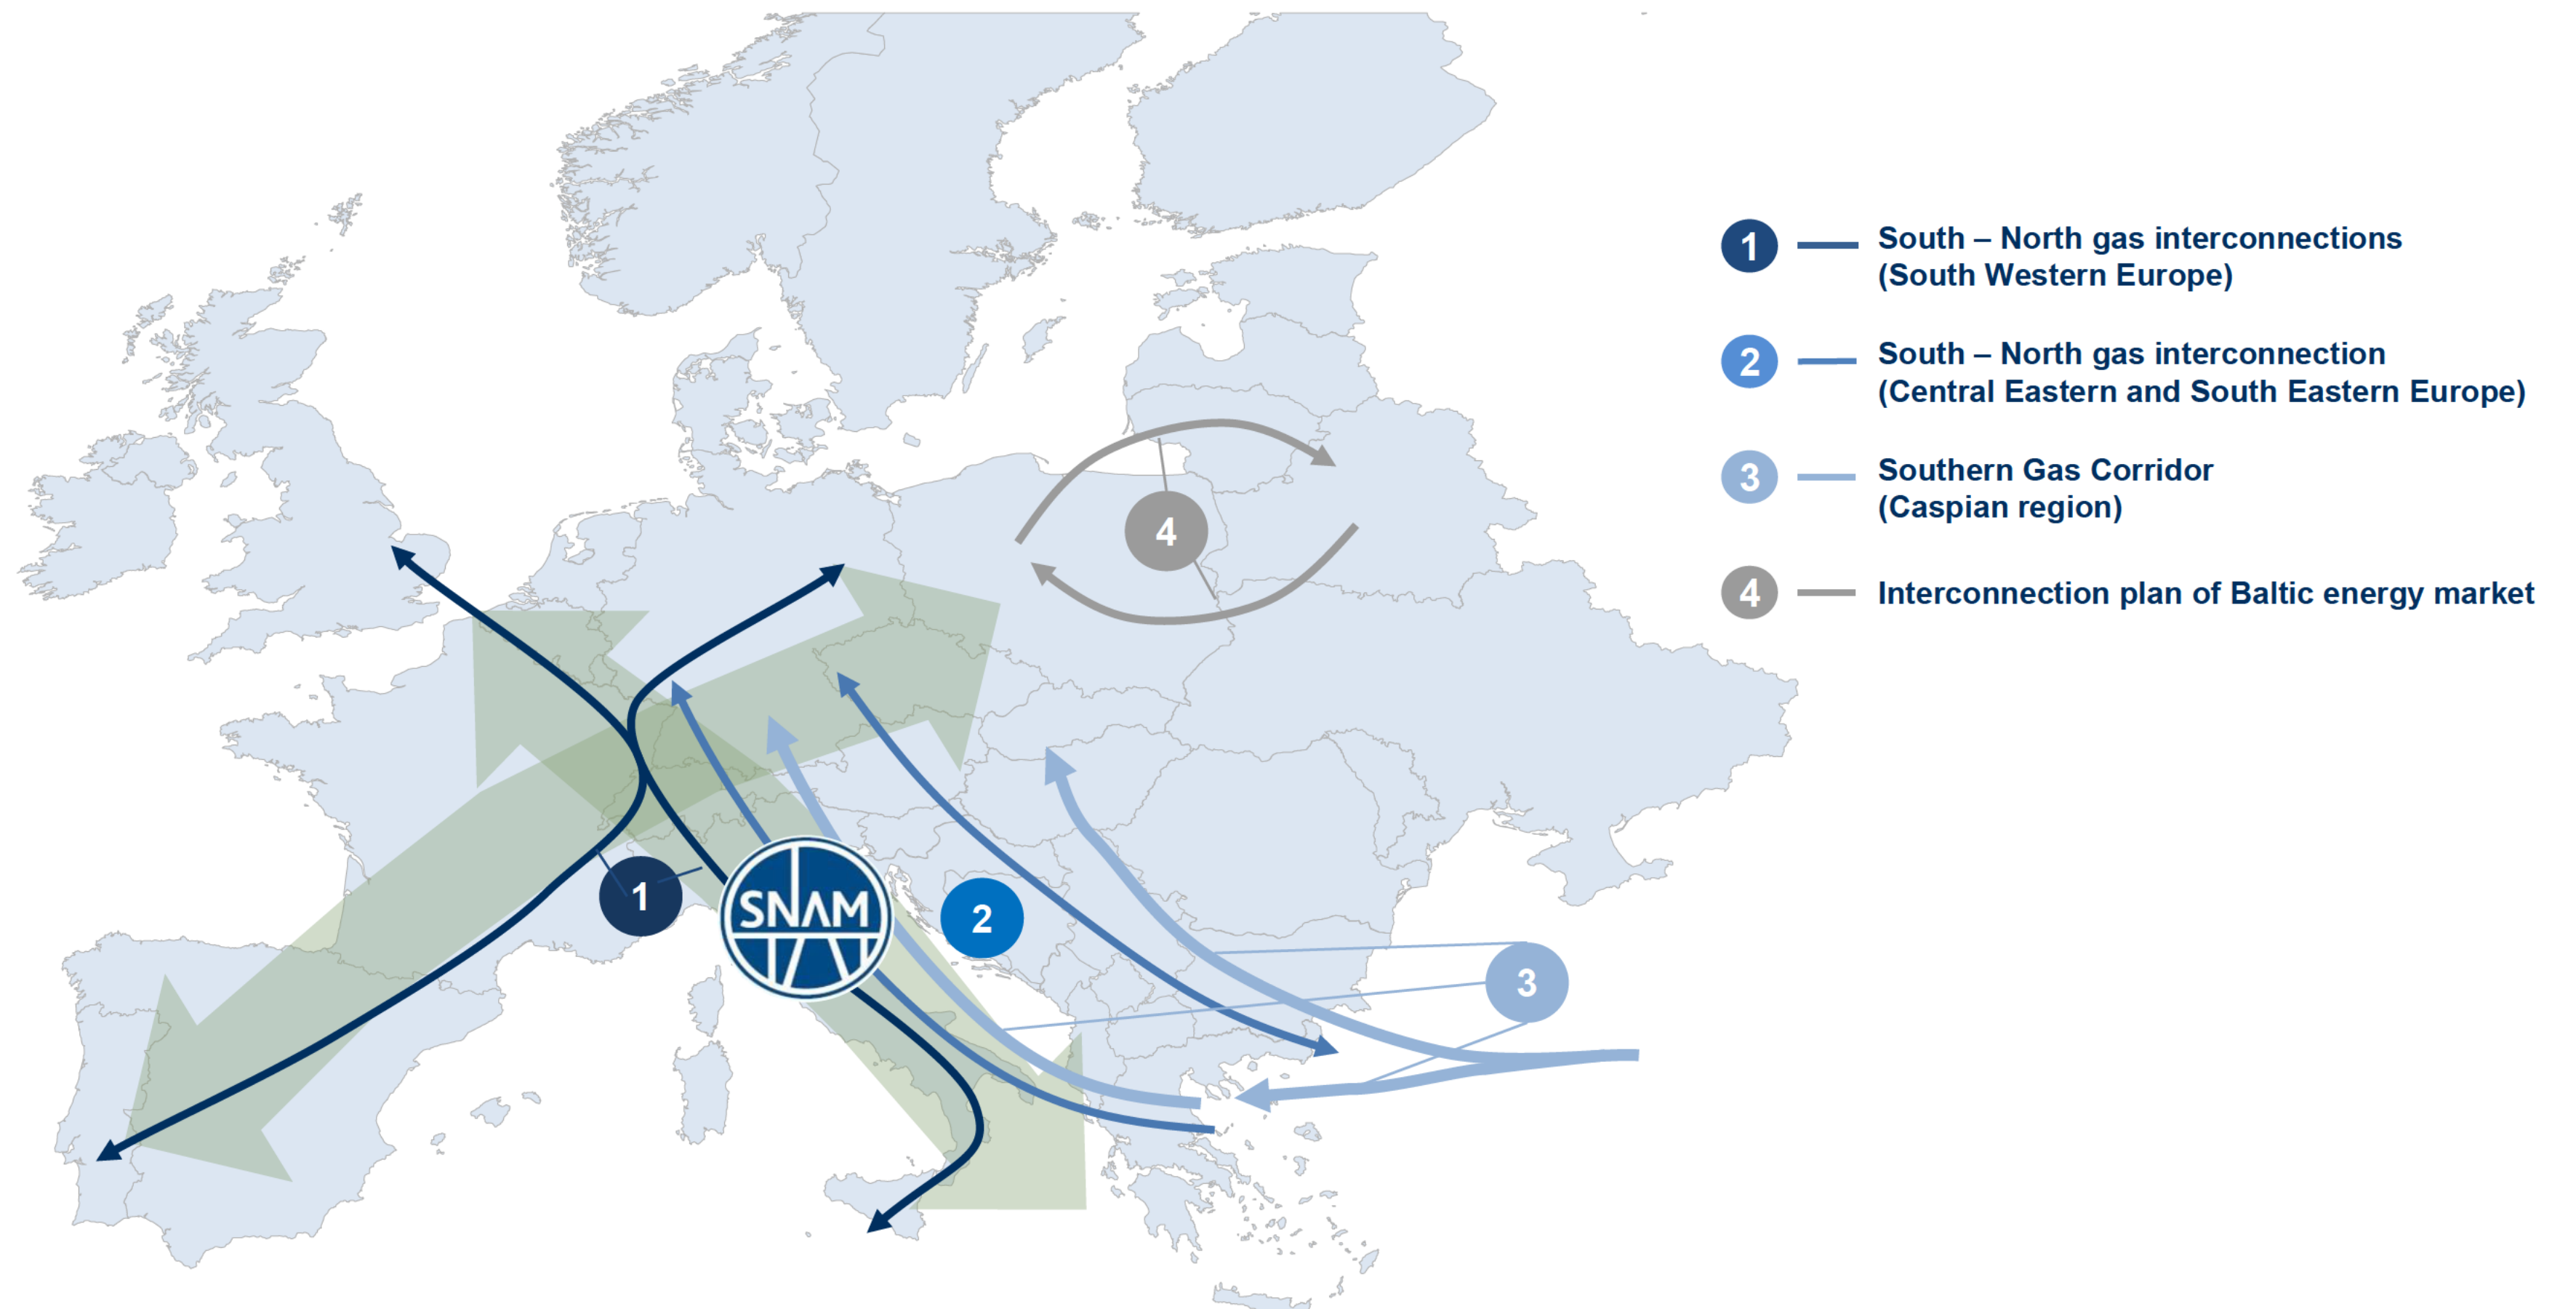 1 South – North gas interconnections
(South Western Europe)
2 South – North gas interconnection
(Central Eastern and South Eastern Europe)
3 Southern Gas Corridor
(Caspian region)
4 Interconnection plan of Baltic energy market
4
1
SNAM
2
3